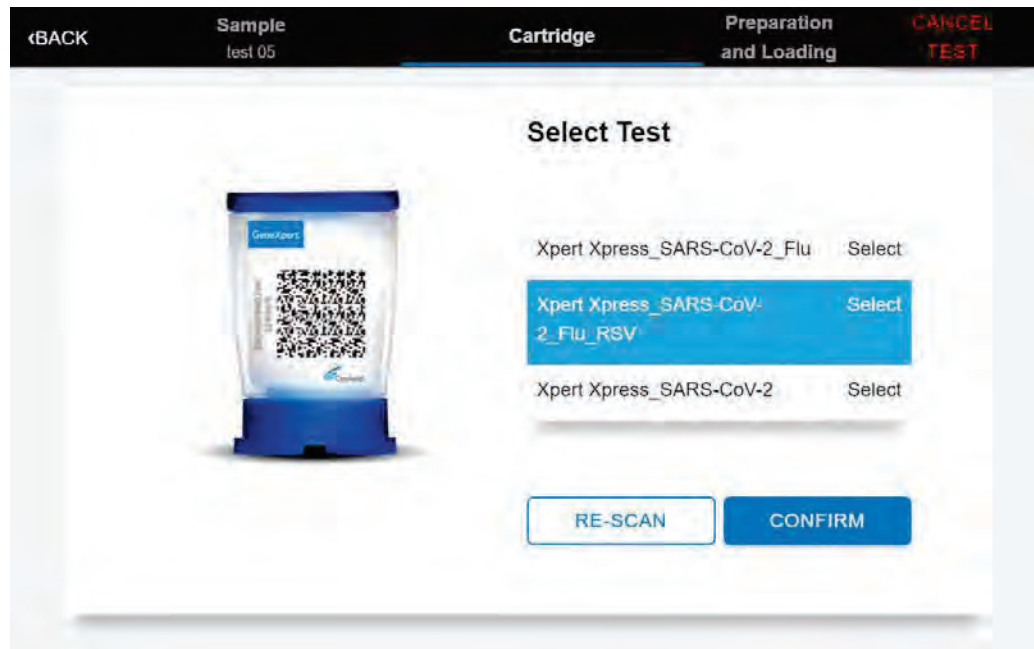 ‹BACK
Sample
test 05
Cartridge
Preparation
and Loading
CANCEL
TEST
Select Test
GeneXpert
Cepheid
Xpert Xpress_SARS-CoV-2_Flu Select
Xpert Xpress_SARS-CoV- Select
2_Flu_RSV
Xpert Xpress_SARS-CoV-2 Select
RE-SCAN
CONFIRM